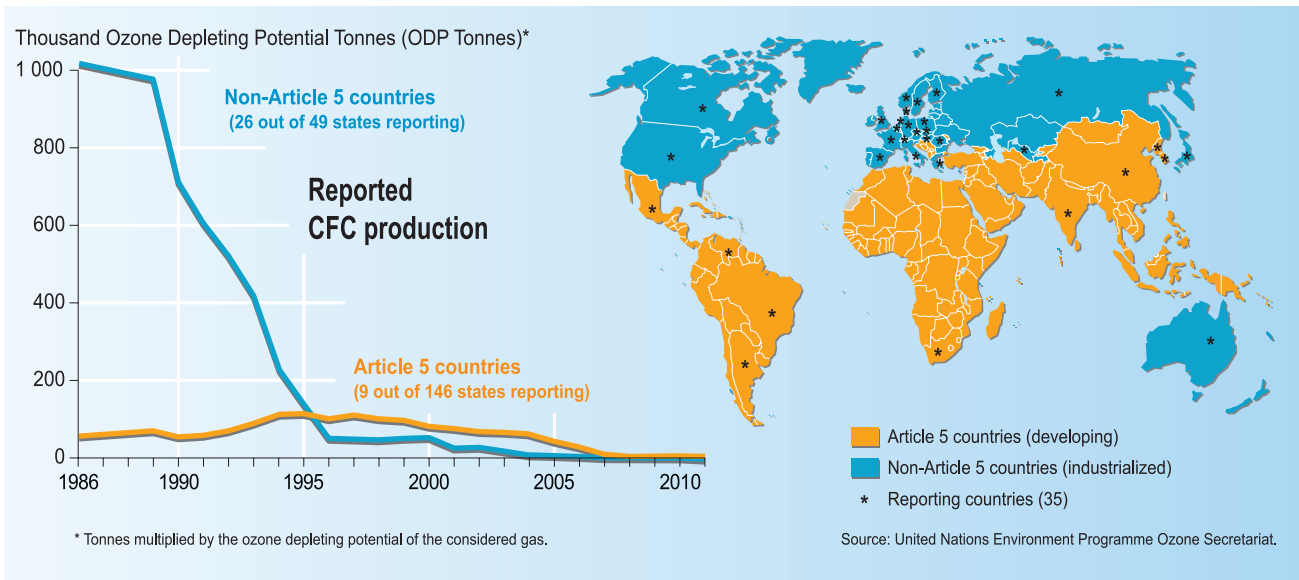 Thousand Ozone Depleting Potential Tonnes (ODP Tonnes)*
1 000
800
600
400
200
0
Non-Article 5 countries
(26 out of 49 states reporting)
Reported
CFC production
Article 5 countries
(9 out of 146 states reporting)
1986
1990
1995
2000
2005
2010
* Tonnes multiplied by the ozone depleting potential of the considered gas.
Article 5 countries (developing)
Non-Article 5 countries (industrialized)
* Reporting countries (35)
Source: United Nations Environment Programme Ozone Secretariat.